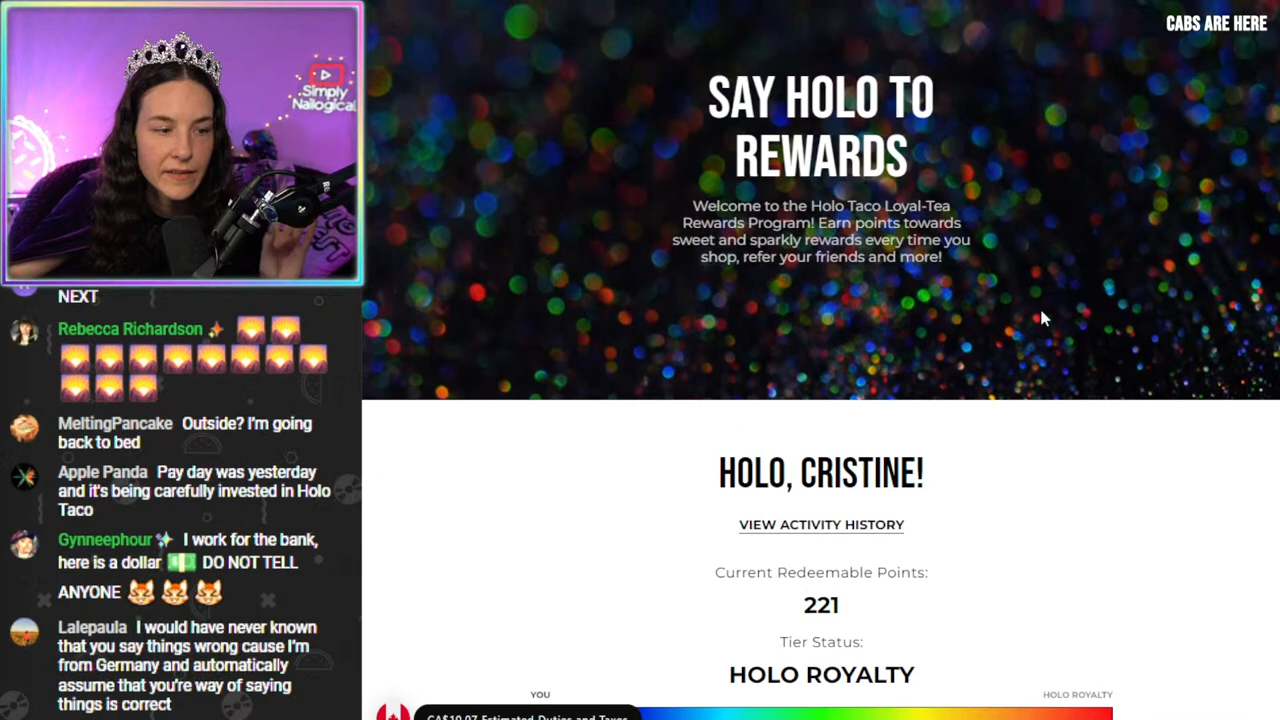 Simply
Nailogical
NEXT
Rebecca Richardson
MeltingPancake Outside? I'm going
back to bed
Apple Panda Pay day was yesterday
and it's being carefully invested in Holo
Taco
Gynneephour I work for the bank,
here is a dollar DO NOT TELL
ANYONE
Lalepaula I would have never known
that you say things wrong cause I'm
from Germany and automatically
assume that you're way of saying
things is correct
CABS ARE HERE
SAY HOLO TO
REWARDS
Welcome to the Holo Taco Loyal-Tea
Rewards Program! Earn points towards
sweet and sparkly rewards every time you
shop, refer your friends and more!
HOLO, CRISTINE!
VIEW ACTIVITY HISTORY
Current Redeemable Points:
221
Tier Status:
HOLO ROYALTY
YOU
HOLO ROYALTY
CA$10.07 Estimated Duties and Taxes